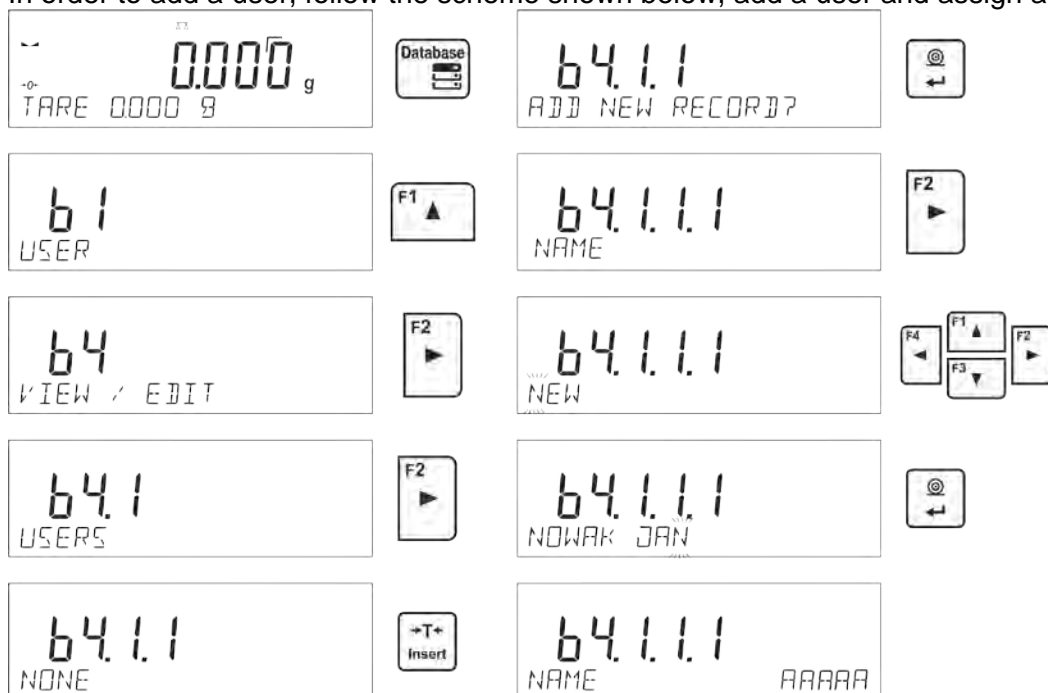 In order to add a user, follow the scheme shown below, add a user and assign a
0.000 g
-0-
TARE 0.000 g
Database
b1
USER
F1
b4
VIEW / EDIT
F2
b4.1
USERS
F2
b4.1.1
NONE
→T←
Insert
b4.1.1
ADD NEW RECORD?
b4.1.1.1
NAME
F2
b4.1.1.1
NEW
F4 F1 F2
F3
b4.1.1.1
NOWAK JAN
b4.1.1.1
NAME AAAAA